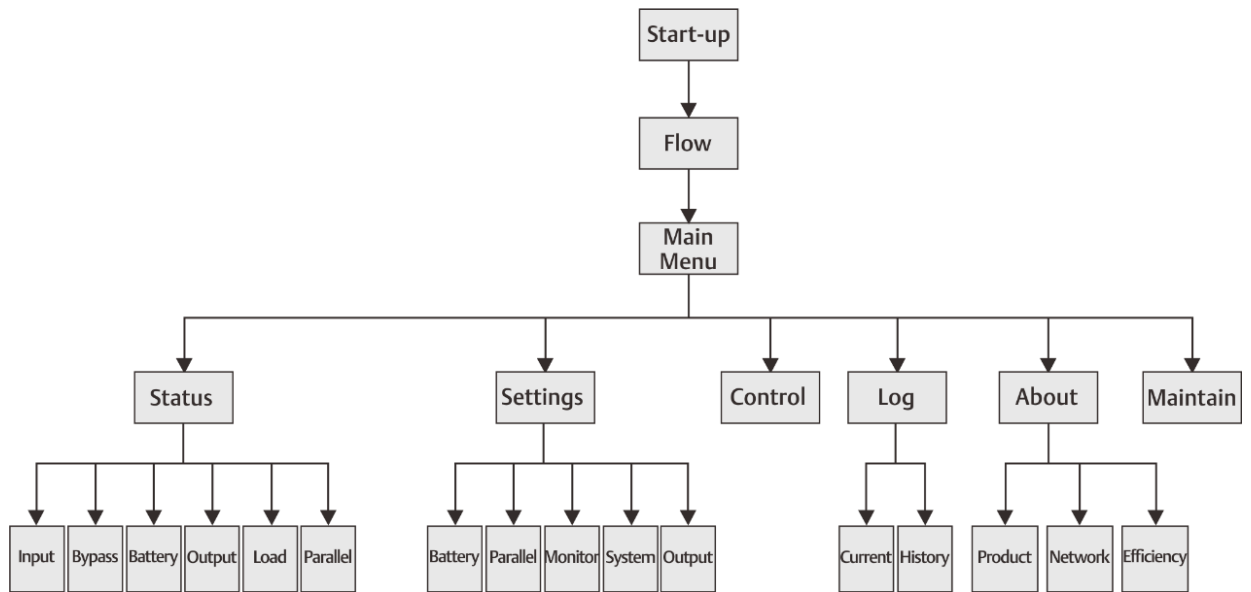 Start-up
Flow
Main
Menu
Status
Settings
Control
Log
About
Maintain
Input
Bypass
Battery
Output
Load
Parallel
Battery
Parallel
Monitor
System
Output
Current
History
Product
Network
Efficiency